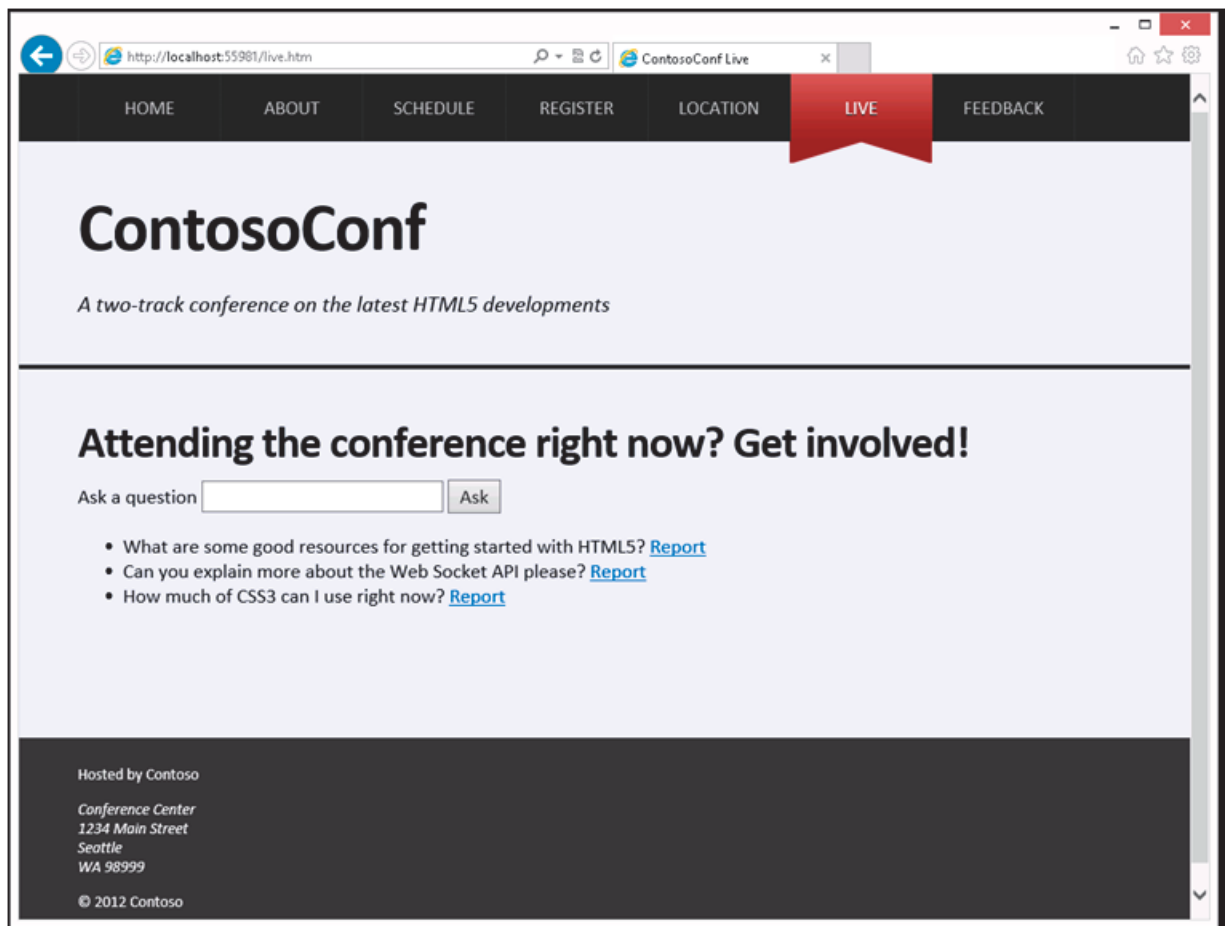 http://localhost:55981/live.htm
ContosoConf Live
HOME ABOUT SCHEDULE REGISTER LOCATION LIVE FEEDBACK
ContosoConf
A two-track conference on the latest HTML5 developments
Attending the conference right now? Get involved!
Ask a question Ask
• What are some good resources for getting started with HTML5? Report
• Can you explain more about the Web Socket API please? Report
• How much of CSS3 can I use right now? Report
Hosted by Contoso
Conference Center
1234 Main Street
Seattle
WA 98999
© 2012 Contoso